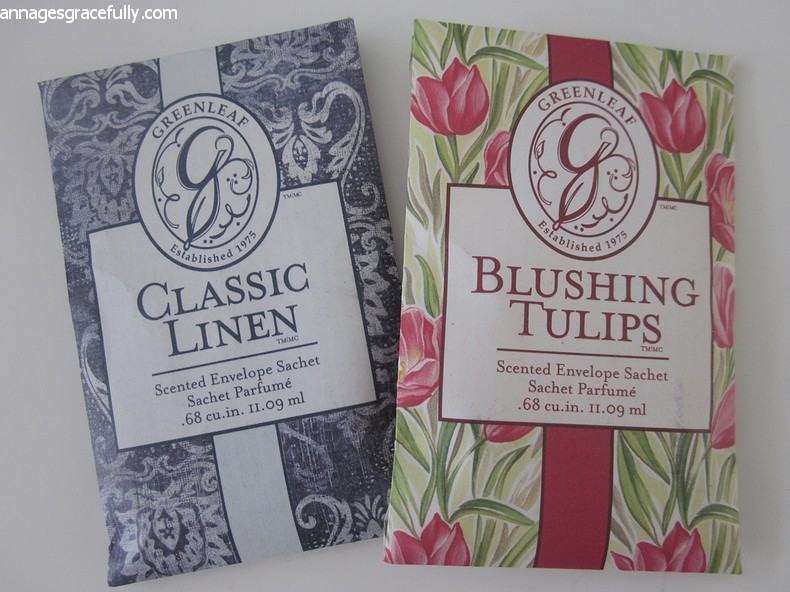 annagesgracefully.com
GREENLEAF
G
Established 1975
TM/MC
CLASSIC
LINEN
TM/MC
Scented Envelope Sachet
Sachet Parfumé
.68 cu.in. 11.09 ml
GREENLEAF
G
Established 1975
TM/MC
BLUSHING
TULIPS
TM/MC
Scented Envelope Sachet
Sachet Parfumé
.68 cu.in. 11.09 ml